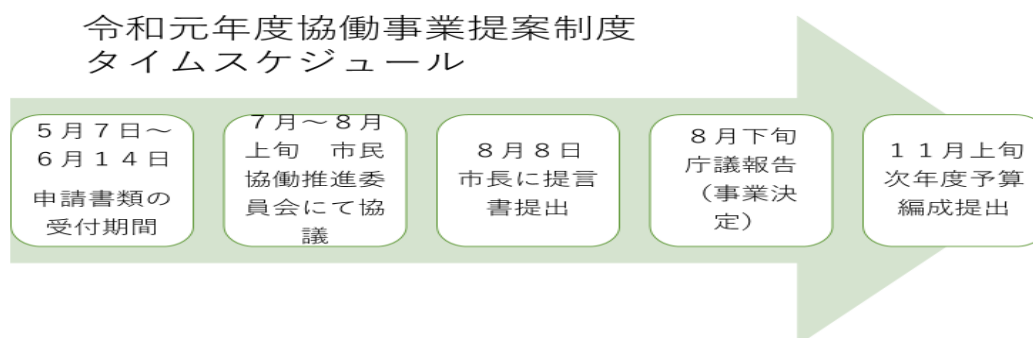 令和元年度協働事業提案制度
タイムスケジュール
５月７日～
６月１４日
申請書類の
受付期間
７月～８月
上旬　市民
協働推進委
員会にて協
議
８月８日
市長に提言
書提出
８月下旬
庁議報告
（事業決
定）
１１月上旬
次年度予算
編成提出